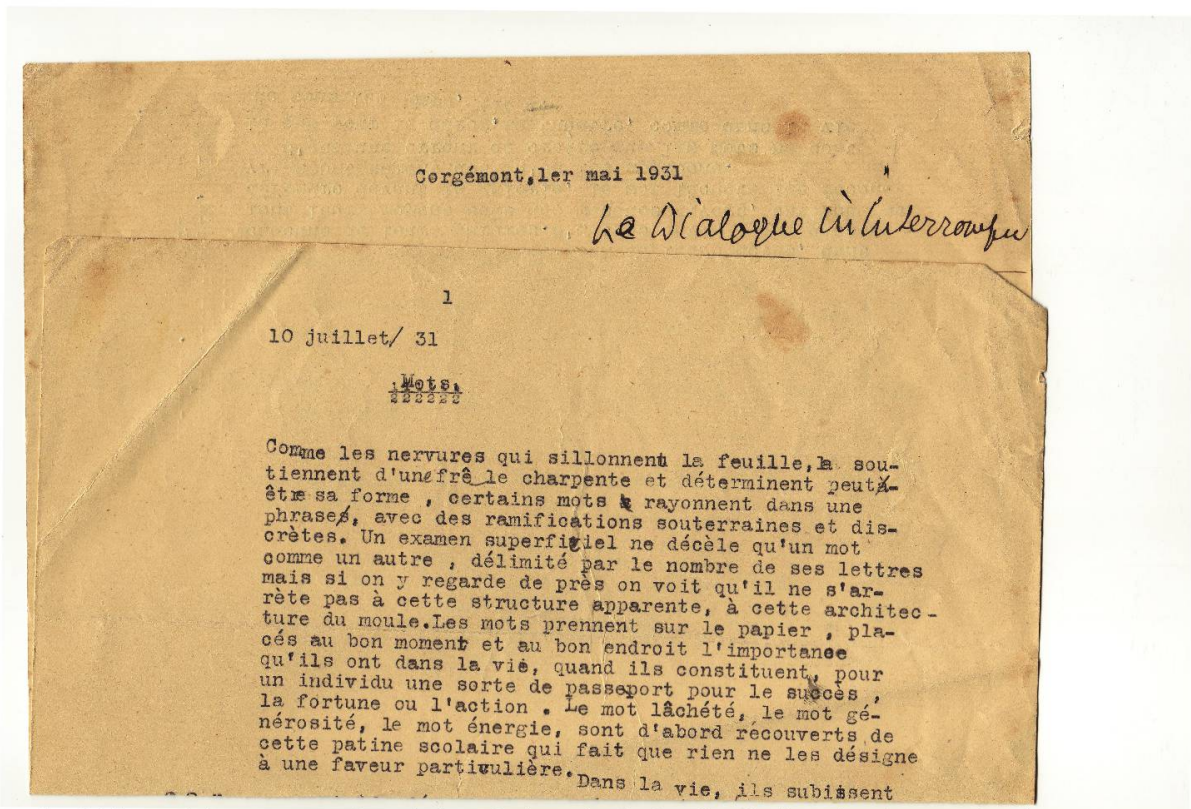 Corgémont,1er mai 1931
Le Dialogue ininterrompu
1
10 juillet/ 31
Mots.
Comme les nervures qui sillonnent la feuille,la sou-
tiennent d'une frêle charpente et déterminent peut-
être sa forme , certains mots rayonnent dans une
phrase, avec des ramifications souterraines et dis-
crètes. Un examen superficiel ne décèle qu'un mot
comme un autre , délimité par le nombre de ses lettres
mais si on y regarde de près on voit qu'il ne s'ar-
rète pas à cette structure apparente, à cette architec-
ture du moule.Les mots prennent sur le papier , pla-
cés au bon moment et au bon endroit l'importance
qu'ils ont dans la vie, quand ils constituent, pour
un individu une sorte de passeport pour le succès ,
la fortune ou l'action . Le mot lâchété, le mot gé-
nérosité, le mot énergie, sont d'abord récouverts de
cette patine scolaire qui fait que rien ne les désigne
à une faveur particulière.
Dans la vie, ils subissent